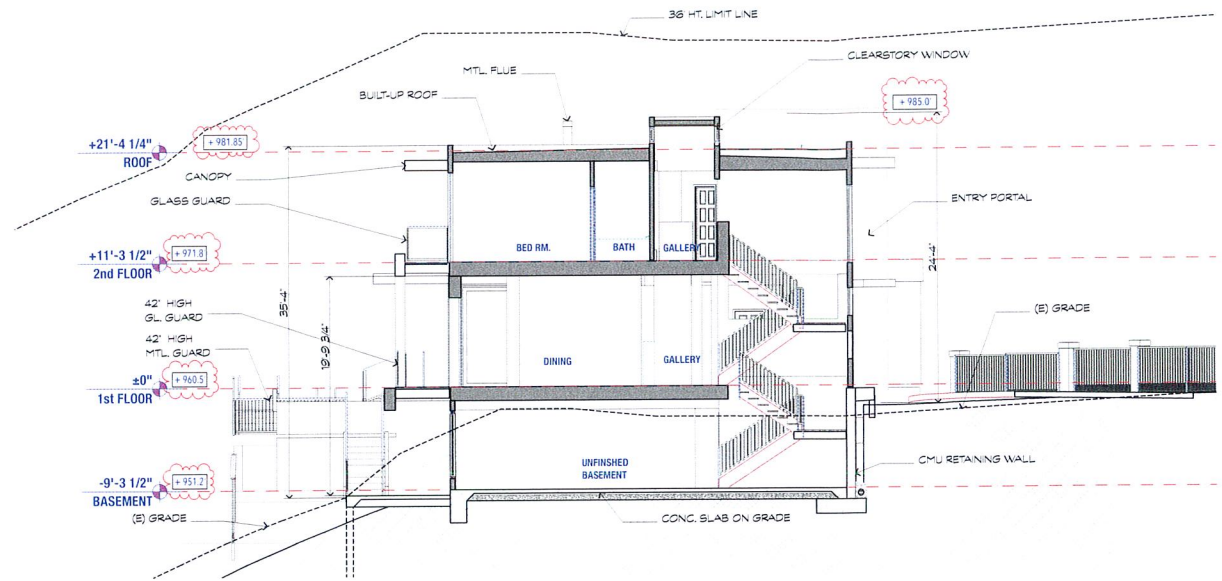 36 HT. LIMIT LINE
CLEARSTORY WINDOW
MTL. FLUE
BUILT-UP ROOF
+ 985.0'
+21'-4 1/4"
ROOF
+ 981.85
CANOPY
GLASS GUARD
ENTRY PORTAL
BED RM.
BATH
GALLERY
+11'-3 1/2"
2nd FLOOR
+ 971.8
24'-4"
35'-4"
42" HIGH
GL. GUARD
42" HIGH
MTL. GUARD
(E) GRADE
DINING
GALLERY
±0"
1st FLOOR
+ 960.5
UNFINSHED
BASEMENT
CMU RETAINING WALL
-9'-3 1/2"
BASEMENT
+ 951.2
(E) GRADE
CONC. SLAB ON GRADE